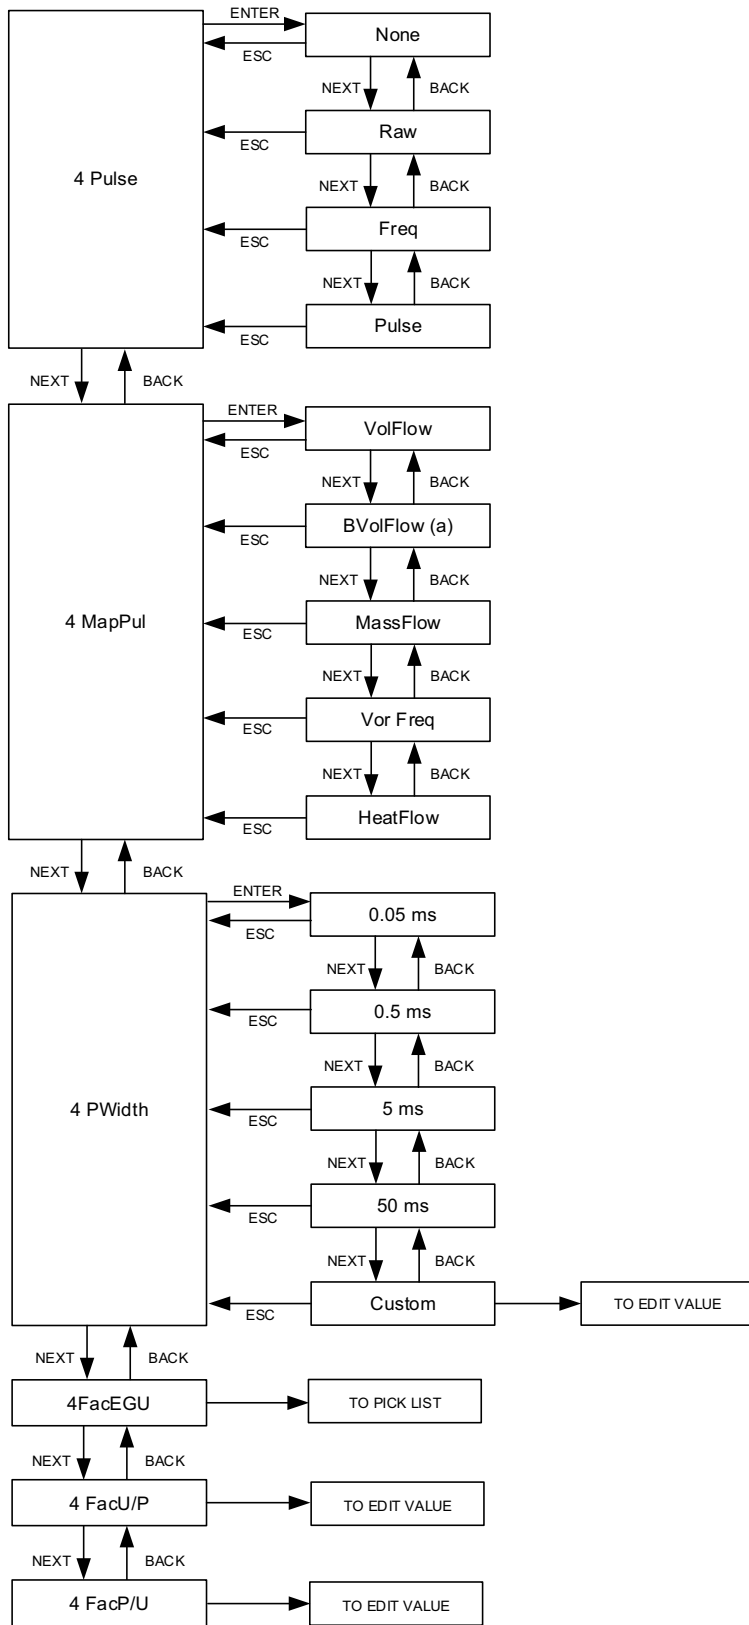 ENTER
None
ESC
NEXT
BACK
Raw
ESC
4 Pulse
NEXT
BACK
Freq
ESC
NEXT
BACK
Pulse
ESC
NEXT
BACK
ENTER
VolFlow
ESC
NEXT
BACK
BVolFlow (a)
ESC
NEXT
BACK
4 MapPul
MassFlow
ESC
NEXT
BACK
Vor Freq
ESC
NEXT
BACK
HeatFlow
ESC
NEXT
BACK
ENTER
0.05 ms
ESC
NEXT
BACK
0.5 ms
ESC
NEXT
BACK
4 PWidth
5 ms
ESC
NEXT
BACK
50 ms
ESC
NEXT
BACK
Custom
TO EDIT VALUE
ESC
NEXT
BACK
4FacEGU
TO PICK LIST
NEXT
BACK
4 FacU/P
TO EDIT VALUE
NEXT
BACK
4 FacP/U
TO EDIT VALUE